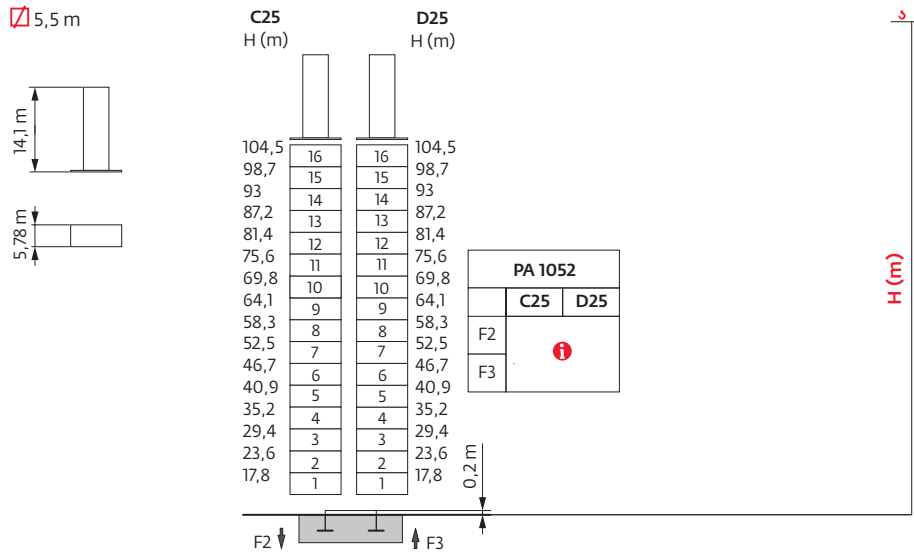 5,5 m
14,1 m
5,78 m
C25
H (m)
D25
H (m)
104,5 16 16 104,5
98,7 15 15 98,7
93 14 14 93
87,2 13 13 87,2
81,4 12 12 81,4
75,6 11 11 75,6
69,8 10 10 69,8
64,1 9 9 64,1
58,3 8 8 58,3
52,5 7 7 52,5
46,7 6 6 46,7
40,9 5 5 40,9
35,2 4 4 35,2
29,4 3 3 29,4
23,6 2 2 23,6
17,8 1 1 17,8
PA 1052
C25 D25
F2
i
F3
0,2 m
F2 F3
H (m)